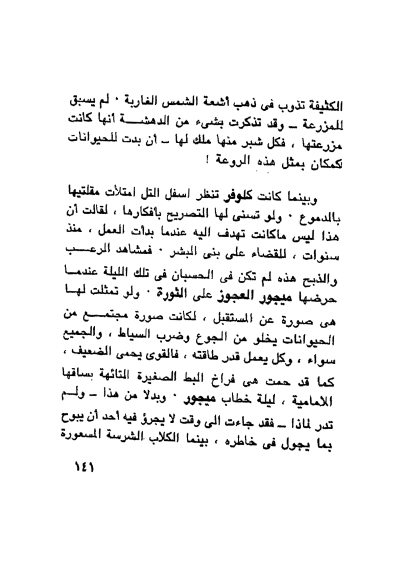 الكثيفة تذوب فى ذهب أشعة الشمس الغاربة · لم يسبق
للمزرعة ــ وقد تذكرت بشىء من الدهشــة أنها كانت
مزرعتها ، فكل شبر منها ملك لها ــ أن بدت للحيوانات
كمكان بمثل هذه الروعة !
وبينما كانت كلوفر تنظر اسفل التل امتلأت مقلتيها
بالدموع · ولو تسنى لها التصريح بأفكارها ، لقالت أن
هذا ليس ماكانت تهدف اليه عندما بدأت العمل ، منذ
سنوات ، للقضاء على بنى البشر · فمشاهد الرعــب
والذبح هذه لم تكن فى الحسبان فى تلك الليلة عندمــا
حرضها ميجور العجوز على الثورة · ولو تمثلت لهــا
هى صورة عن المستقبل ، لكانت صورة مجتمــع من
الحيوانات يخلو من الجوع وضرب السياط ، والجميع
سواء ، وكل يعمل قدر طاقته ، فالقوى يحمى الضعيف ،
كما قد حمت هى فراخ البط الصغيرة التائهة بساقها
الامامية ، ليلة خطاب ميجور · وبدلا من هذا ــ ولــم
تدر لماذا ــ فقد جاءت الى وقت لا يجرؤ فيه أحد أن يبوح
بما يجول فى خاطره ، بينما الكلاب الشرسة المسعورة
١٤١